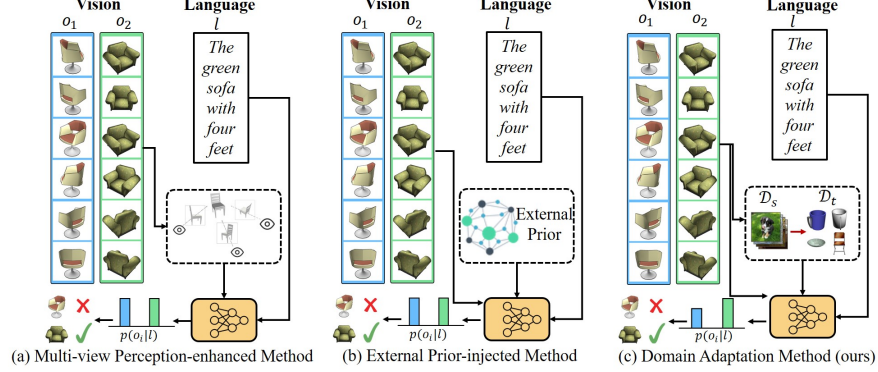 Vision Language
o₁ o₂ l
The
green
sofa
with
four
feet
p(oᵢ|l)
(a) Multi-view Perception-enhanced Method
Vision Language
o₁ o₂ l
The
green
sofa
with
four
feet
External
Prior
p(oᵢ|l)
(b) External Prior-injected Method
Vision Language
o₁ o₂ l
The
green
sofa
with
four
feet
𝒟ₛ 𝒟ₜ
p(oᵢ|l)
(c) Domain Adaptation Method (ours)